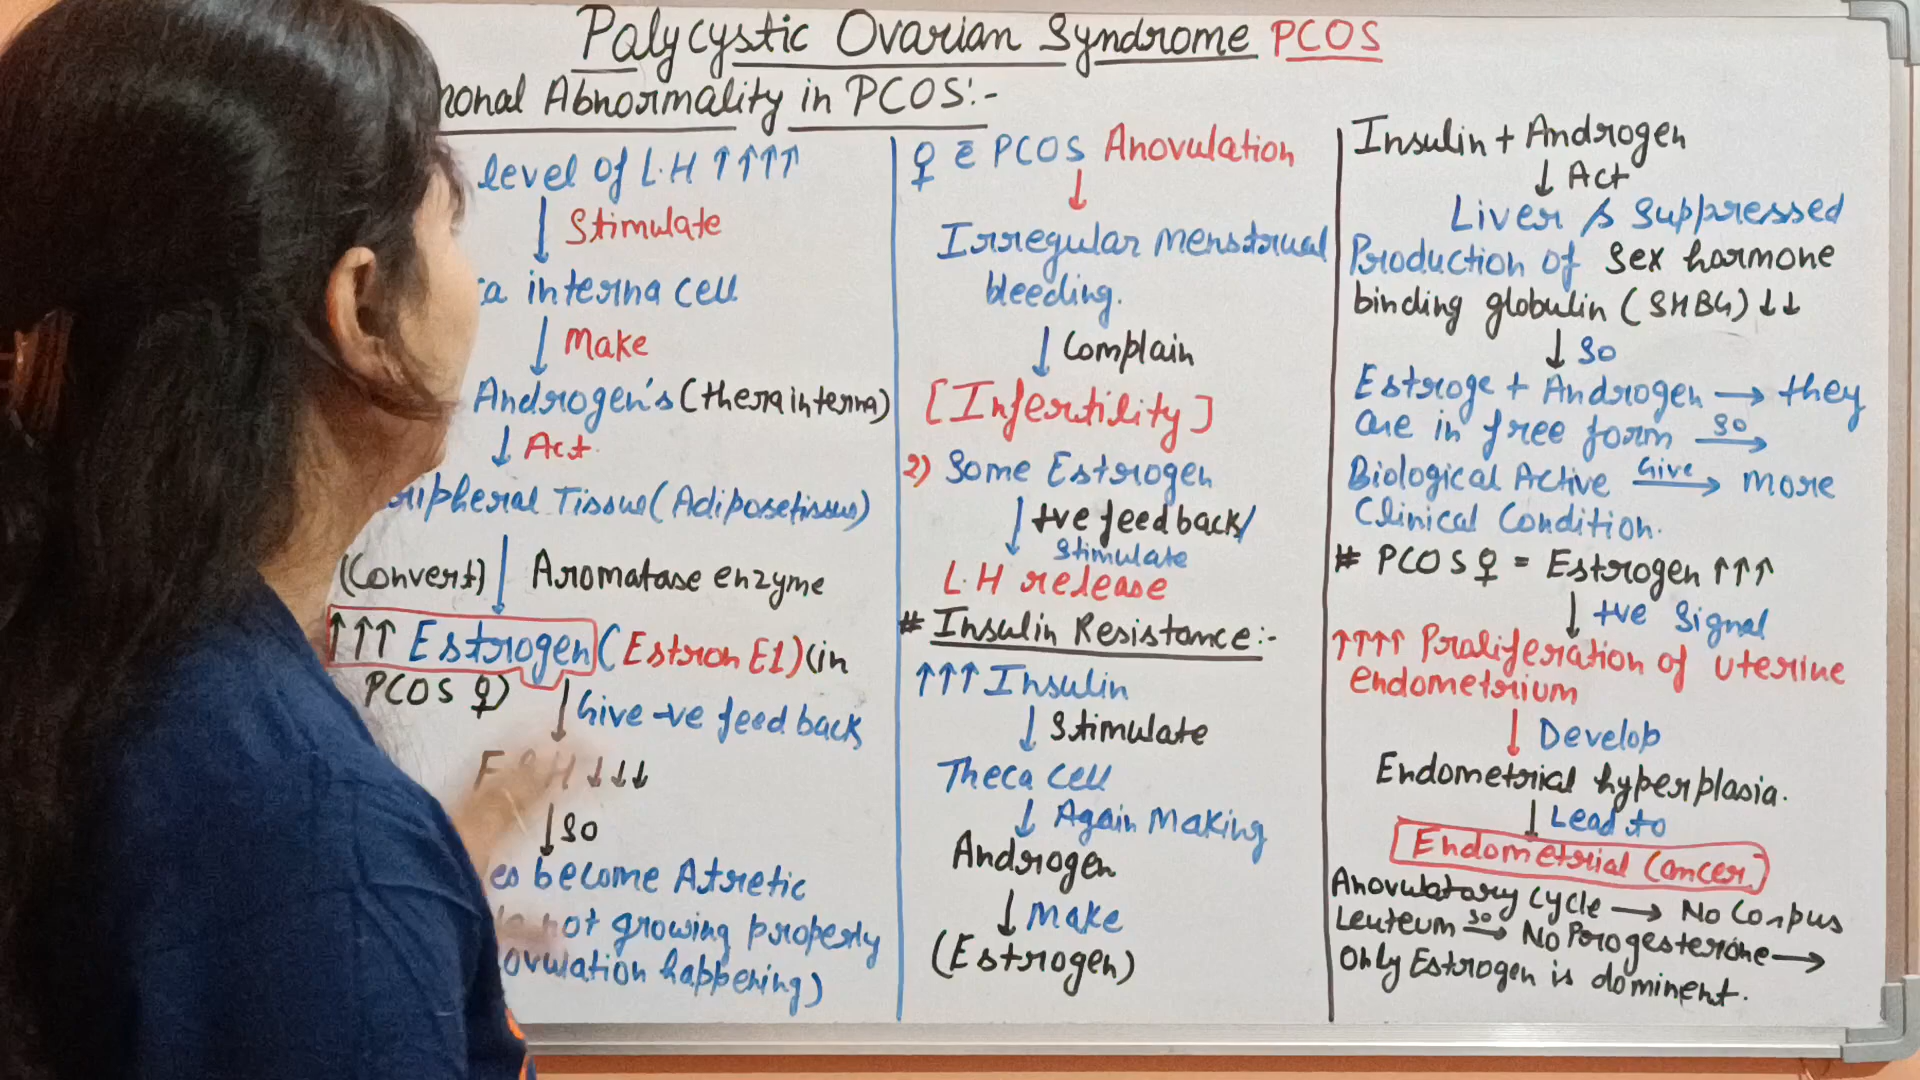 Polycystic Ovarian Syndrome PCOS
Abnormality in PCOS:-
level of L.H ↑↑↑↑
↓ Stimulate
interna cell
↓ Make
Androgen's (thera interna)
↓ Act
Tissue (Adiposetissus)
(Convert) ↓ Aromatase enzyme
↑↑↑ Estrogen (Estron E1) (in
PCOS ♀)
↓ Give -ve feed back
FSH ↓↓↓
↓ so
become Atretic
not growing properly
ovulation happening)
♀ c̄ PCOS Anovulation
↓
Irregular menstrual
bleeding.
↓ Complain
[Infertility]
2) Some Estrogen
↓ +ve feed back/
Stimulate
L.H release
# Insulin Resistance:-
↑↑↑ Insulin
↓ Stimulate
Theca cell
↓ Again Making
Androgen
↓ Make
(Estrogen)
Insulin + Androgen
↓ Act
Liver /s suppressed
Production of sex harmone
binding globulin (SHBG) ↓↓
↓ so
Estroge + Androgen → they
are in free form so →
Biological Active Give → more
Clinical Condition.
# PCOS ♀ = Estrogen ↑↑↑
↓ +ve signal
↑↑↑↑ Proliferation of uterine
endometrium
↓ Develop
Endometrial hyperplasia.
↓ Lead to
Endometrial Cancer
Anovulatory Cycle → No Corpus
Leuteum so → No Porogesterone →
Only Estrogen is dominent.